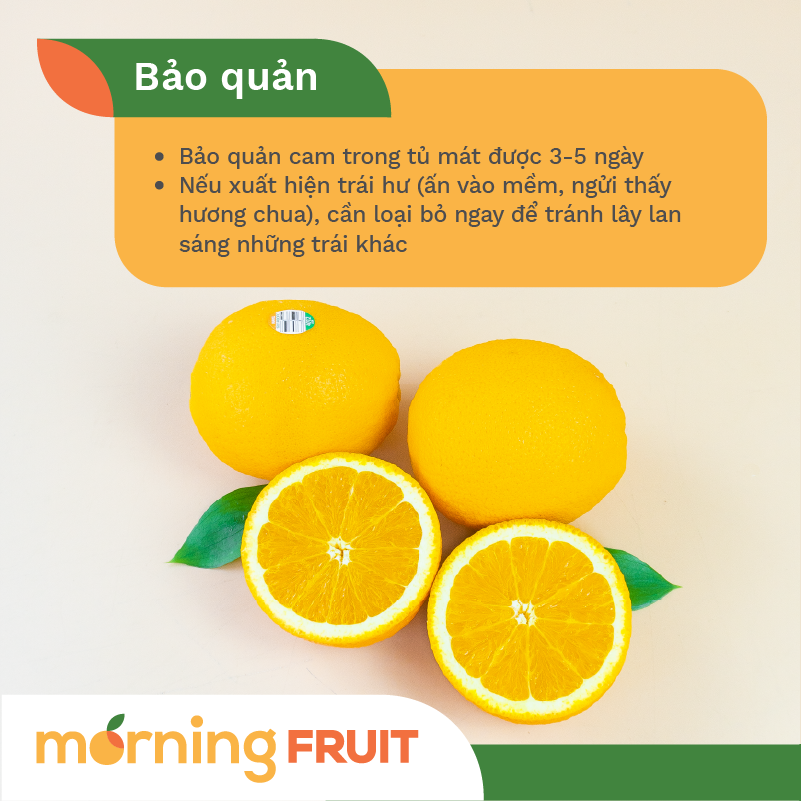 Bảo quản
• Bảo quản cam trong tủ mát được 3-5 ngày
• Nếu xuất hiện trái hư (ấn vào mềm, ngửi thấy
hương chua), cần loại bỏ ngay để tránh lây lan
sáng những trái khác
morning FRUIT